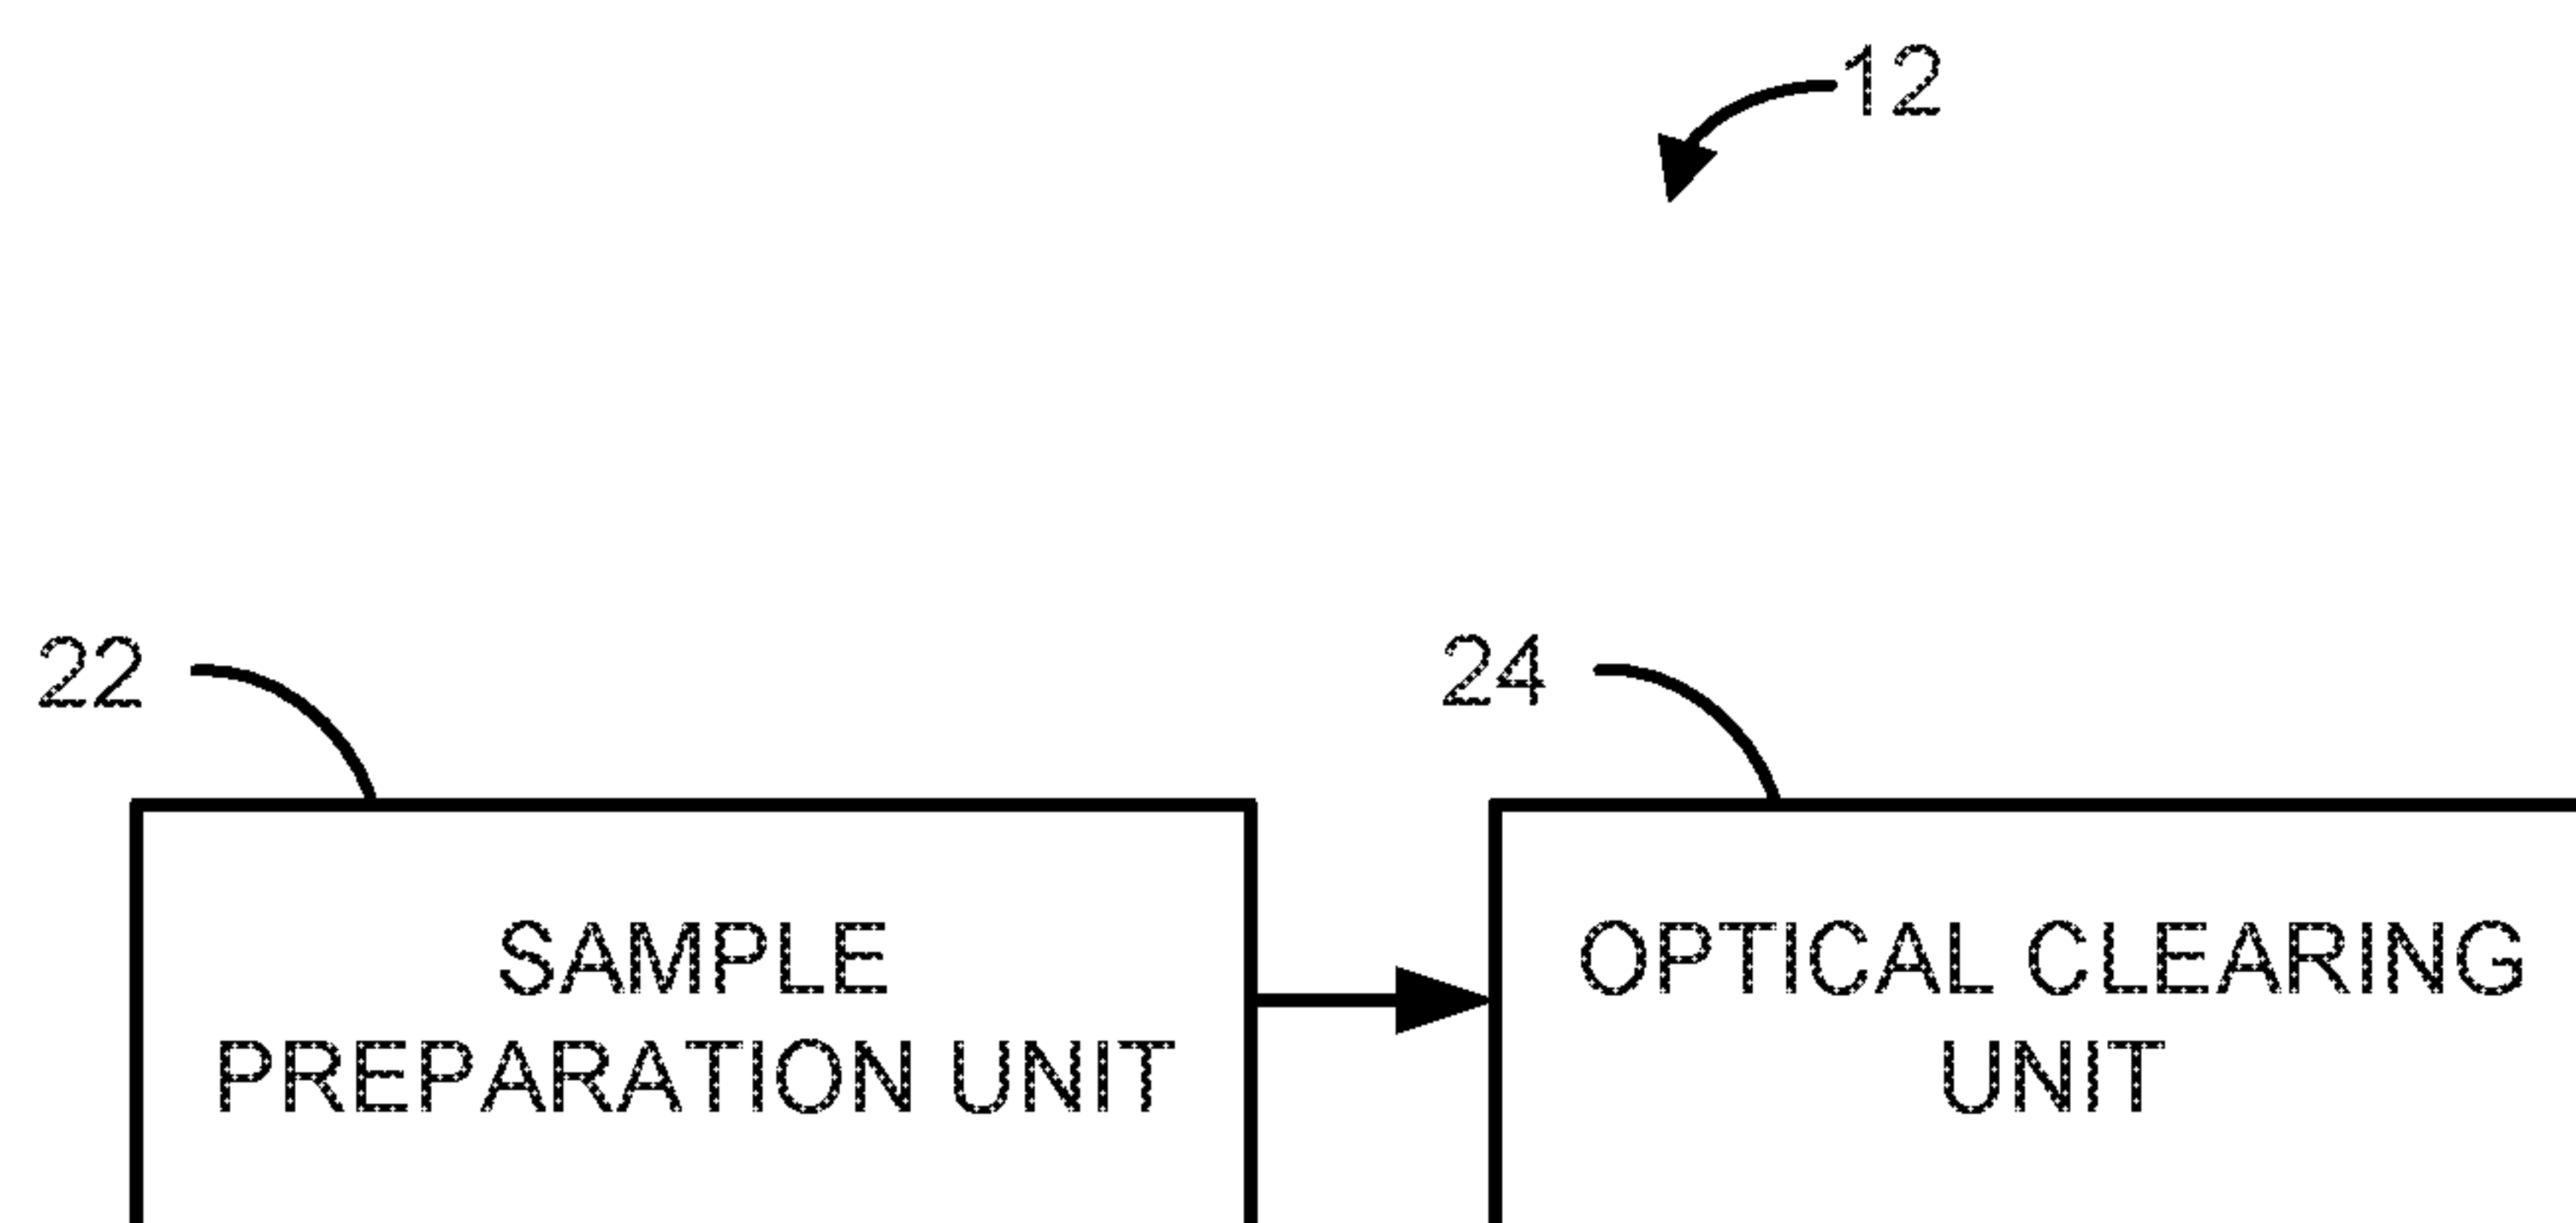 12
22
24
SAMPLE
PREPARATION UNIT
OPTICAL CLEARING
UNIT